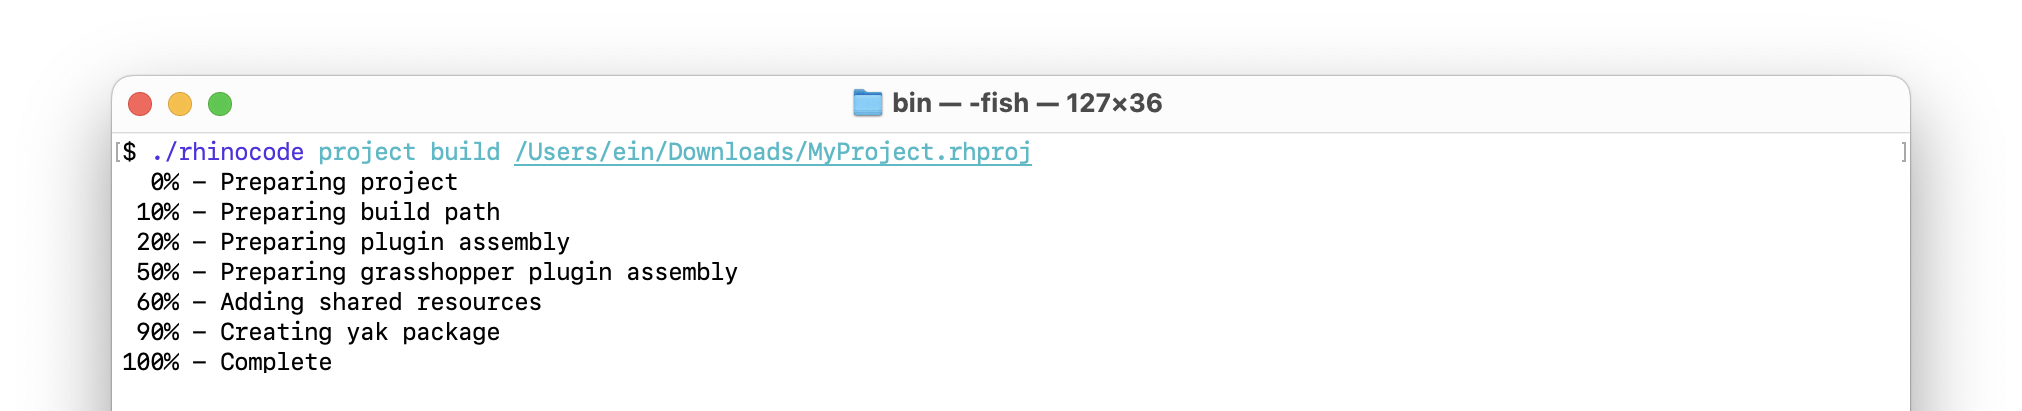 bin — -fish — 127×36
[$ ./rhinocode project build /Users/ein/Downloads/MyProject.rhproj ]
0% – Preparing project
10% – Preparing build path
20% – Preparing plugin assembly
50% – Preparing grasshopper plugin assembly
60% – Adding shared resources
90% – Creating yak package
100% – Complete